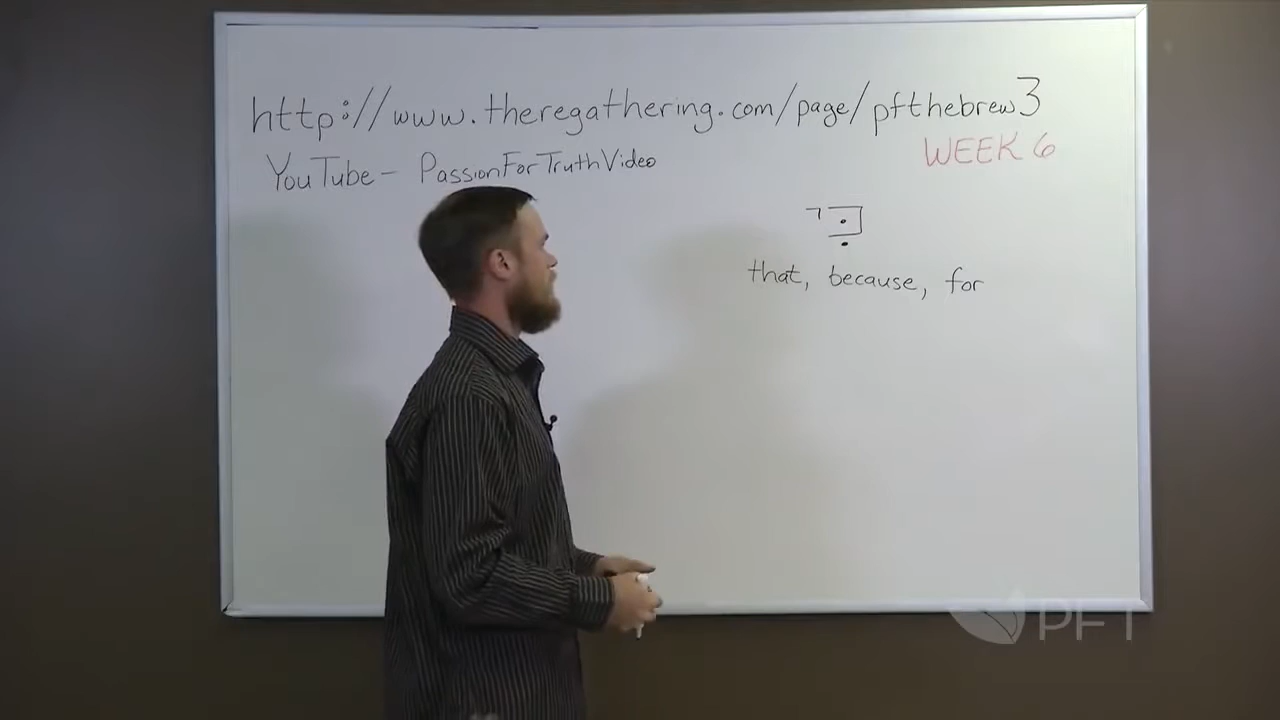 http://www.theregathering.com/page/pfthebrew3
WEEK 6
YouTube - PassionForTruthVideo
כִּי
that, because, for
PFT